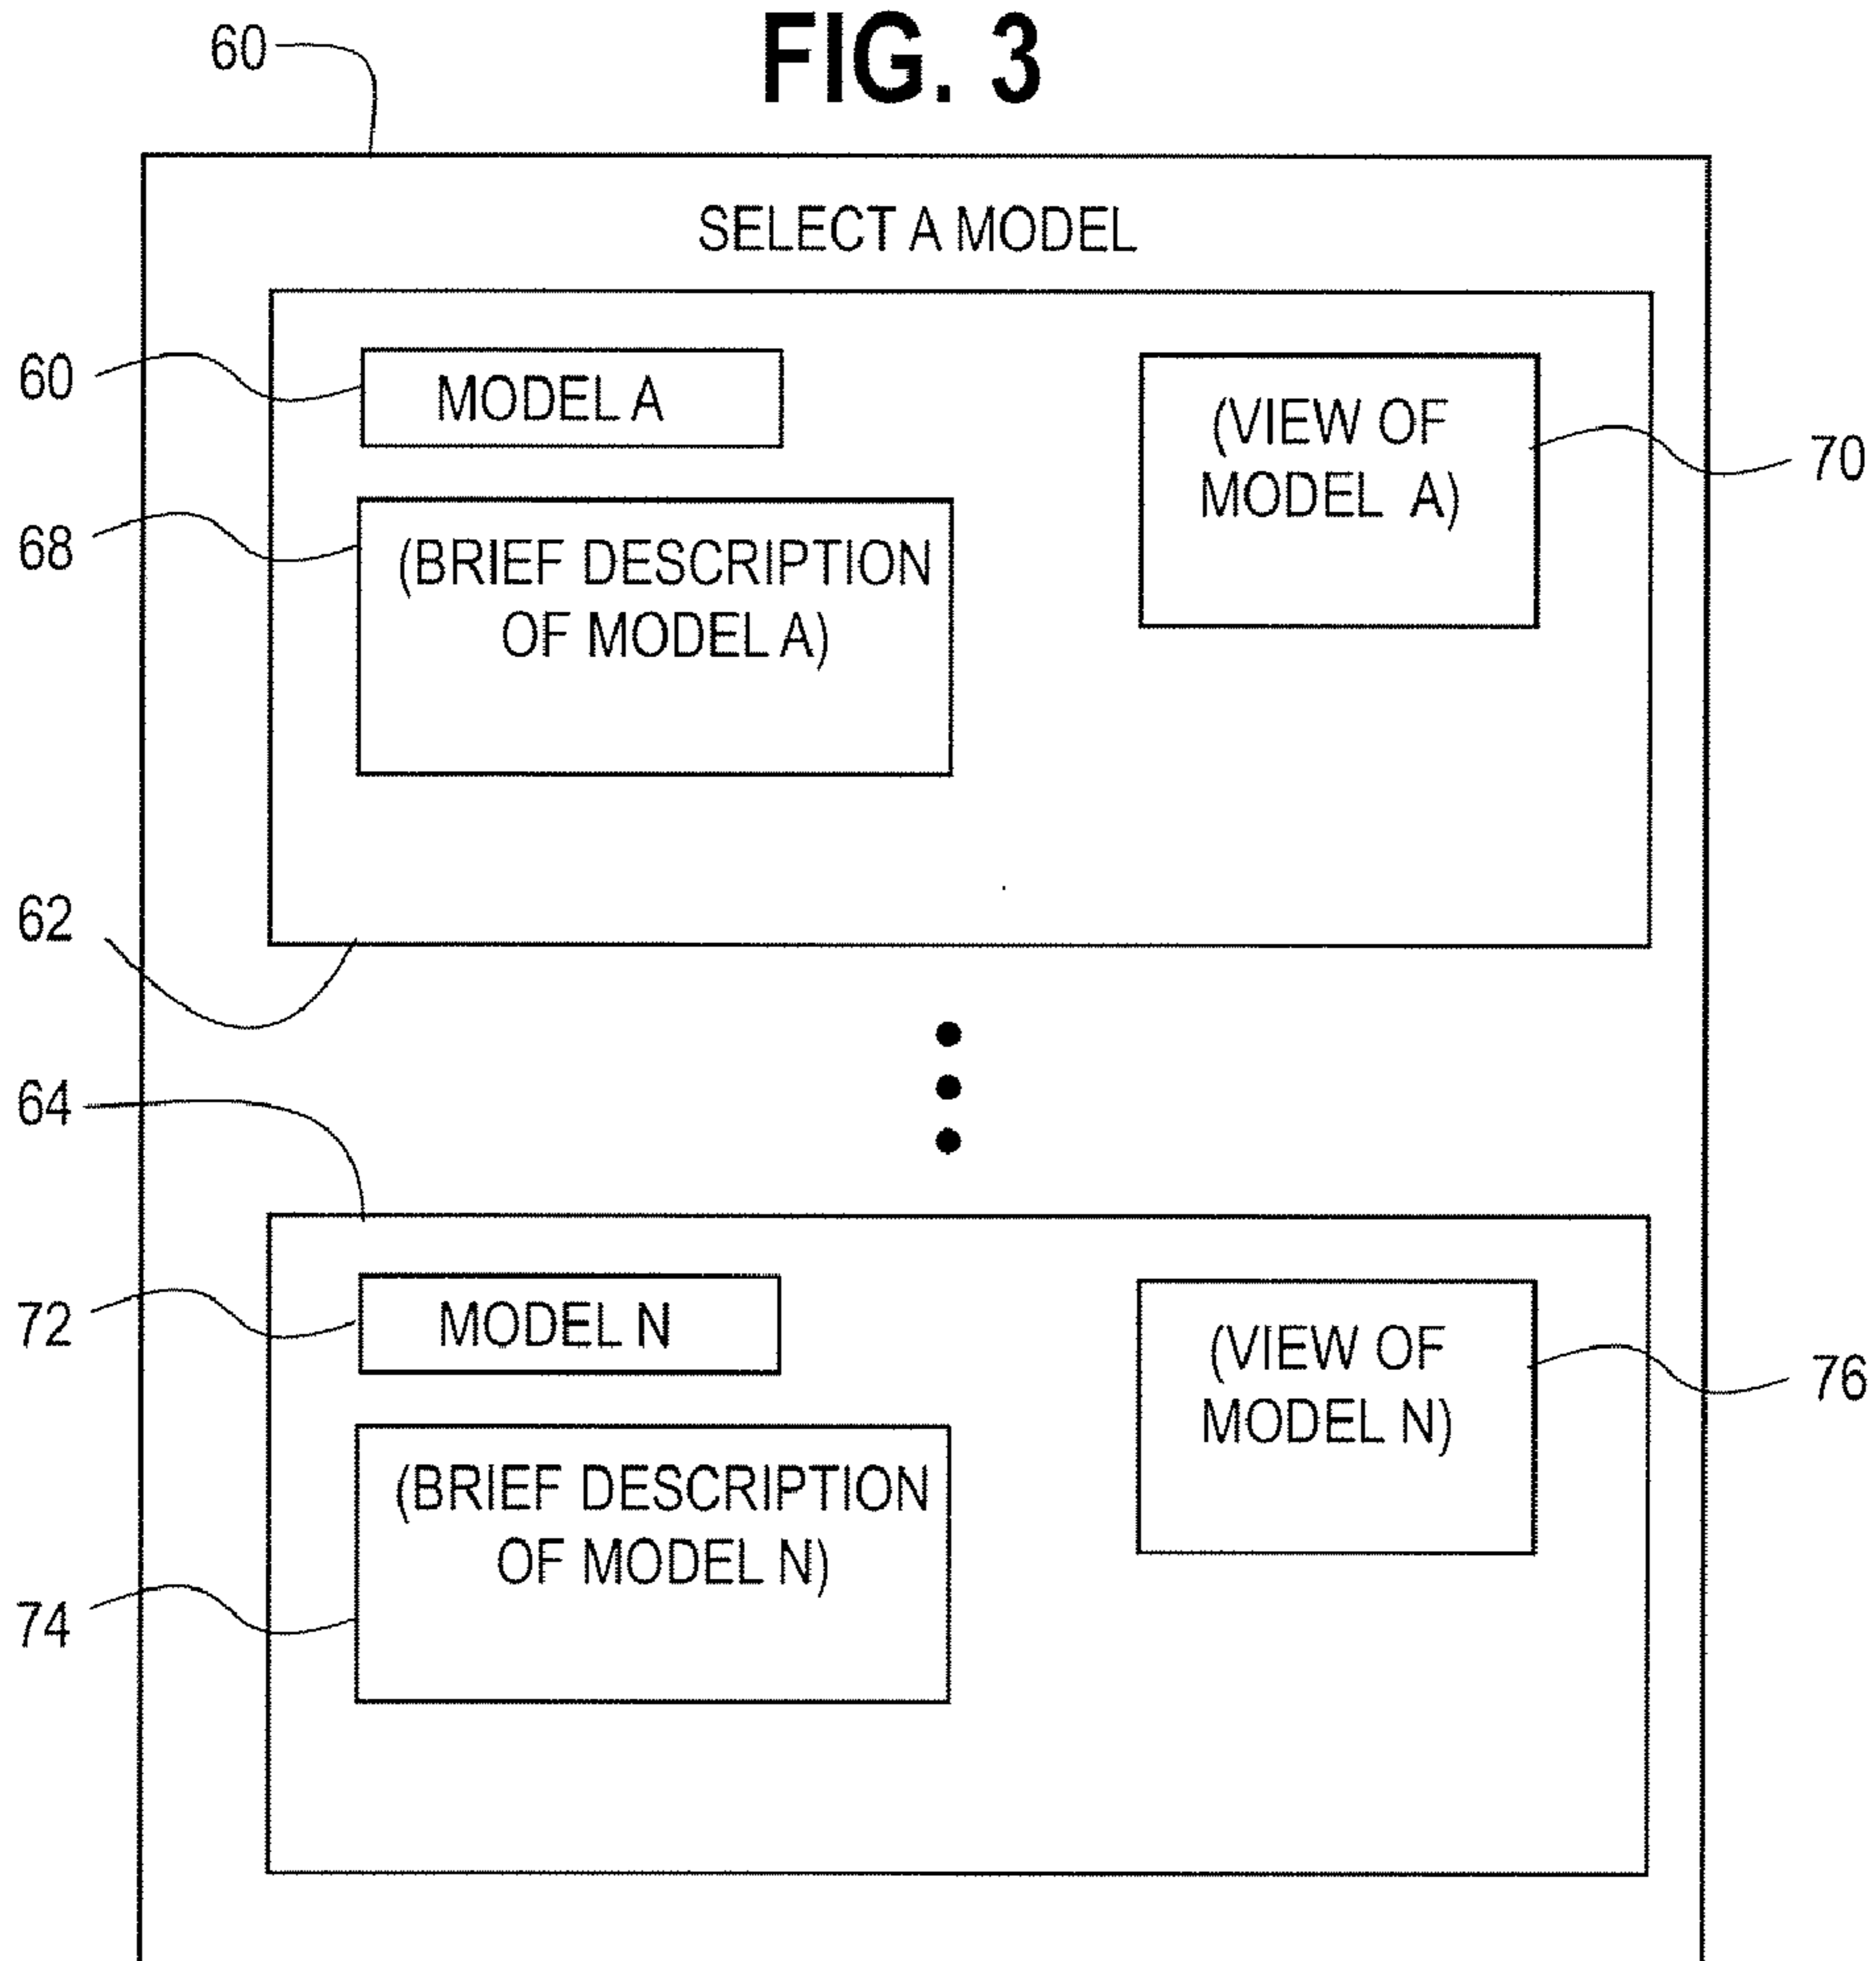 FIG. 3
60
SELECT A MODEL
60
MODEL A
(VIEW OF
MODEL A)
70
68
(BRIEF DESCRIPTION
OF MODEL A)
62
64
72
MODEL N
(VIEW OF
MODEL N)
76
(BRIEF DESCRIPTION
OF MODEL N)
74